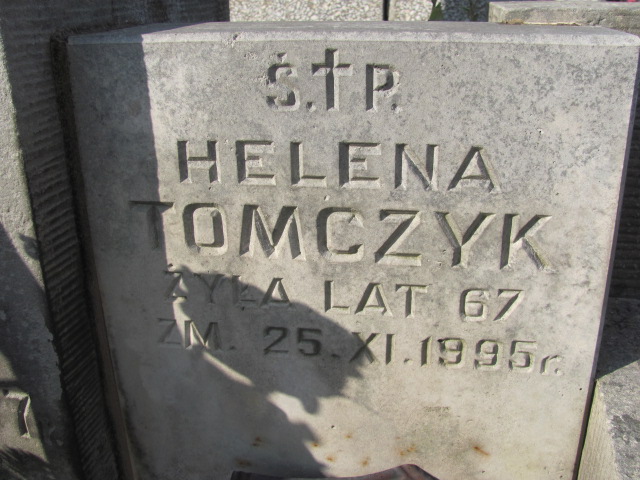 Ś.†P.
HELENA
TOMCZYK
ŻYŁA LAT 67
ZM. 25.XI.1995r.